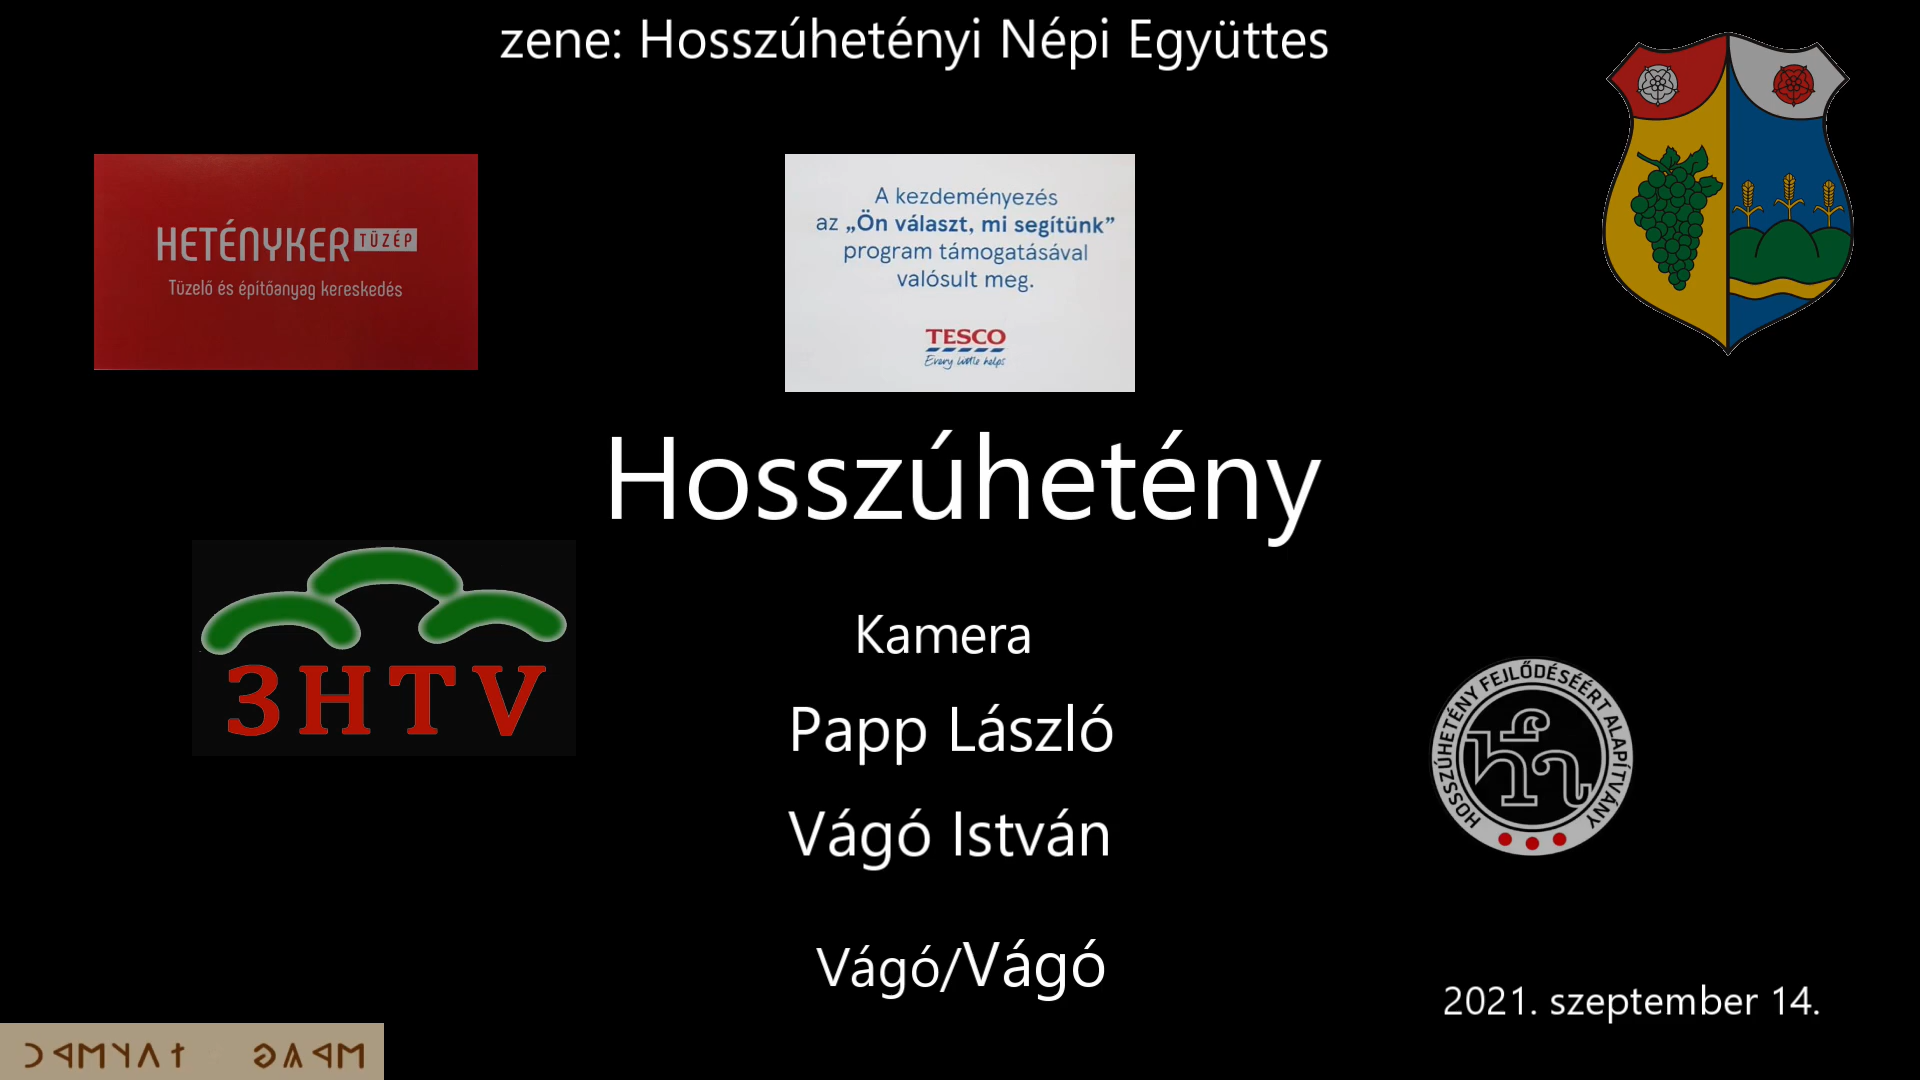 zene: Hosszúhetényi Népi Együttes
HETÉNYKER TÜZÉP
Tüzelő és építőanyag kereskedés
A kezdeményezés
az „Ön választ, mi segítünk”
program támogatásával
valósult meg.
TESCO
Every little helps
Hosszúhetény
3HTV
Kamera
Papp László
Vágó István
HOSSZÚHETÉNY FEJLŐDÉSÉÉRT ALAPÍTVÁNY
Vágó/Vágó
2021. szeptember 14.